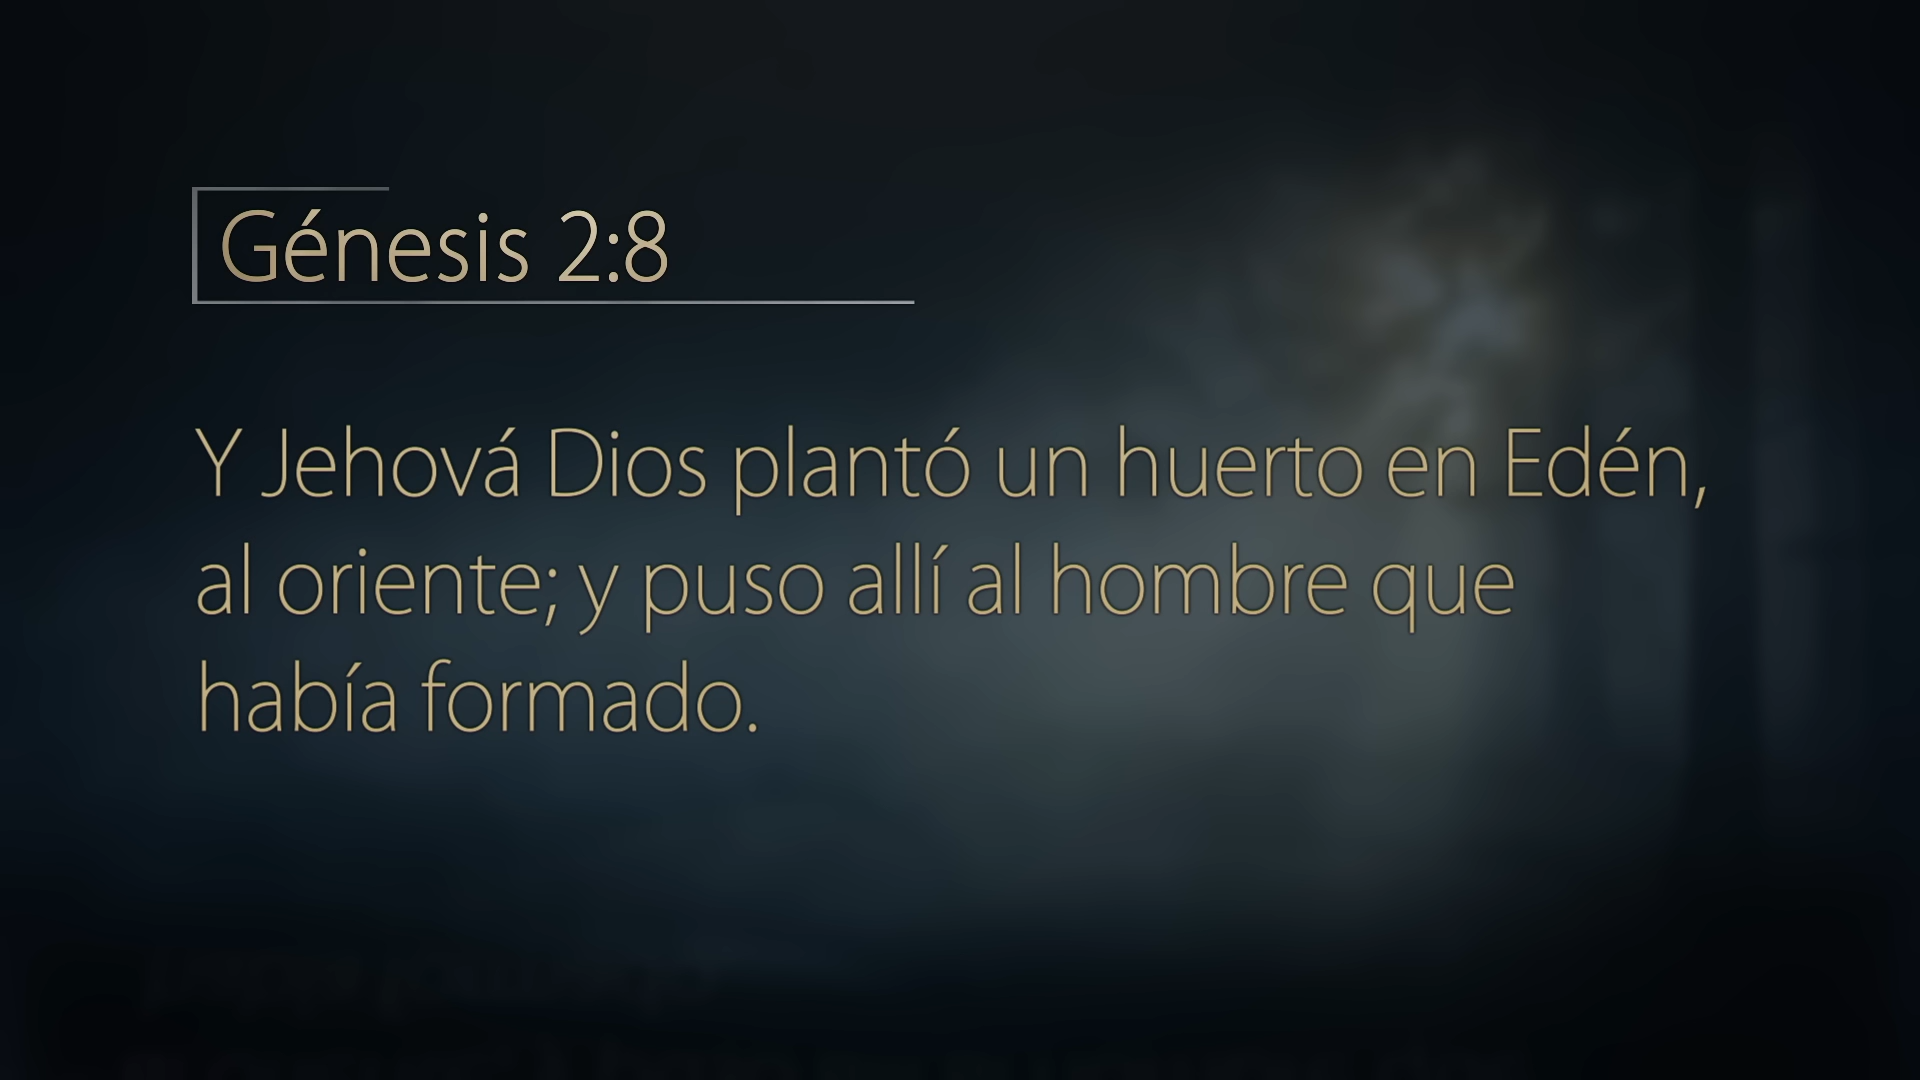 Génesis 2:8
Y Jehová Dios plantó un huerto en Edén,
al oriente; y puso allí al hombre que
había formado.